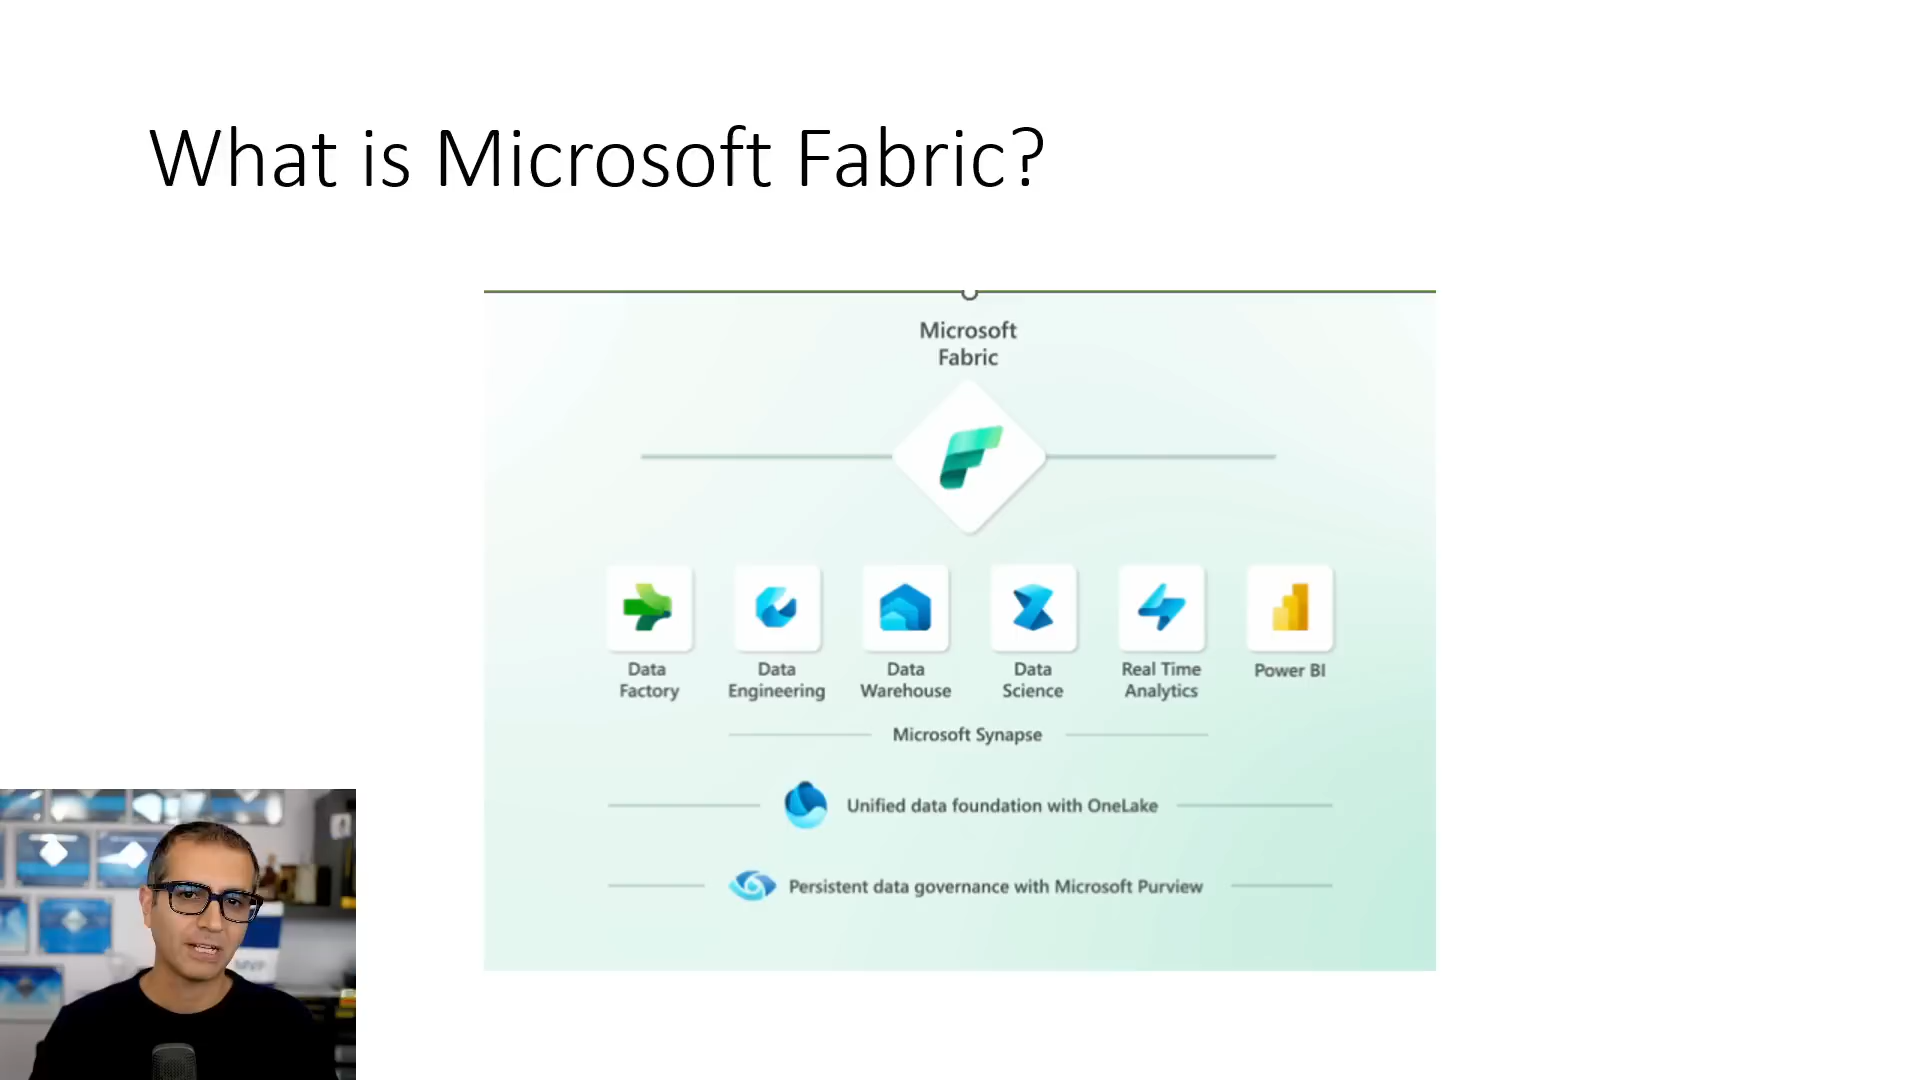 What is Microsoft Fabric?
Microsoft
Fabric
Data
Factory
Data
Engineering
Data
Warehouse
Data
Science
Real Time
Analytics
Power BI
Microsoft Synapse
Unified data foundation with OneLake
Persistent data governance with Microsoft Purview
MVP